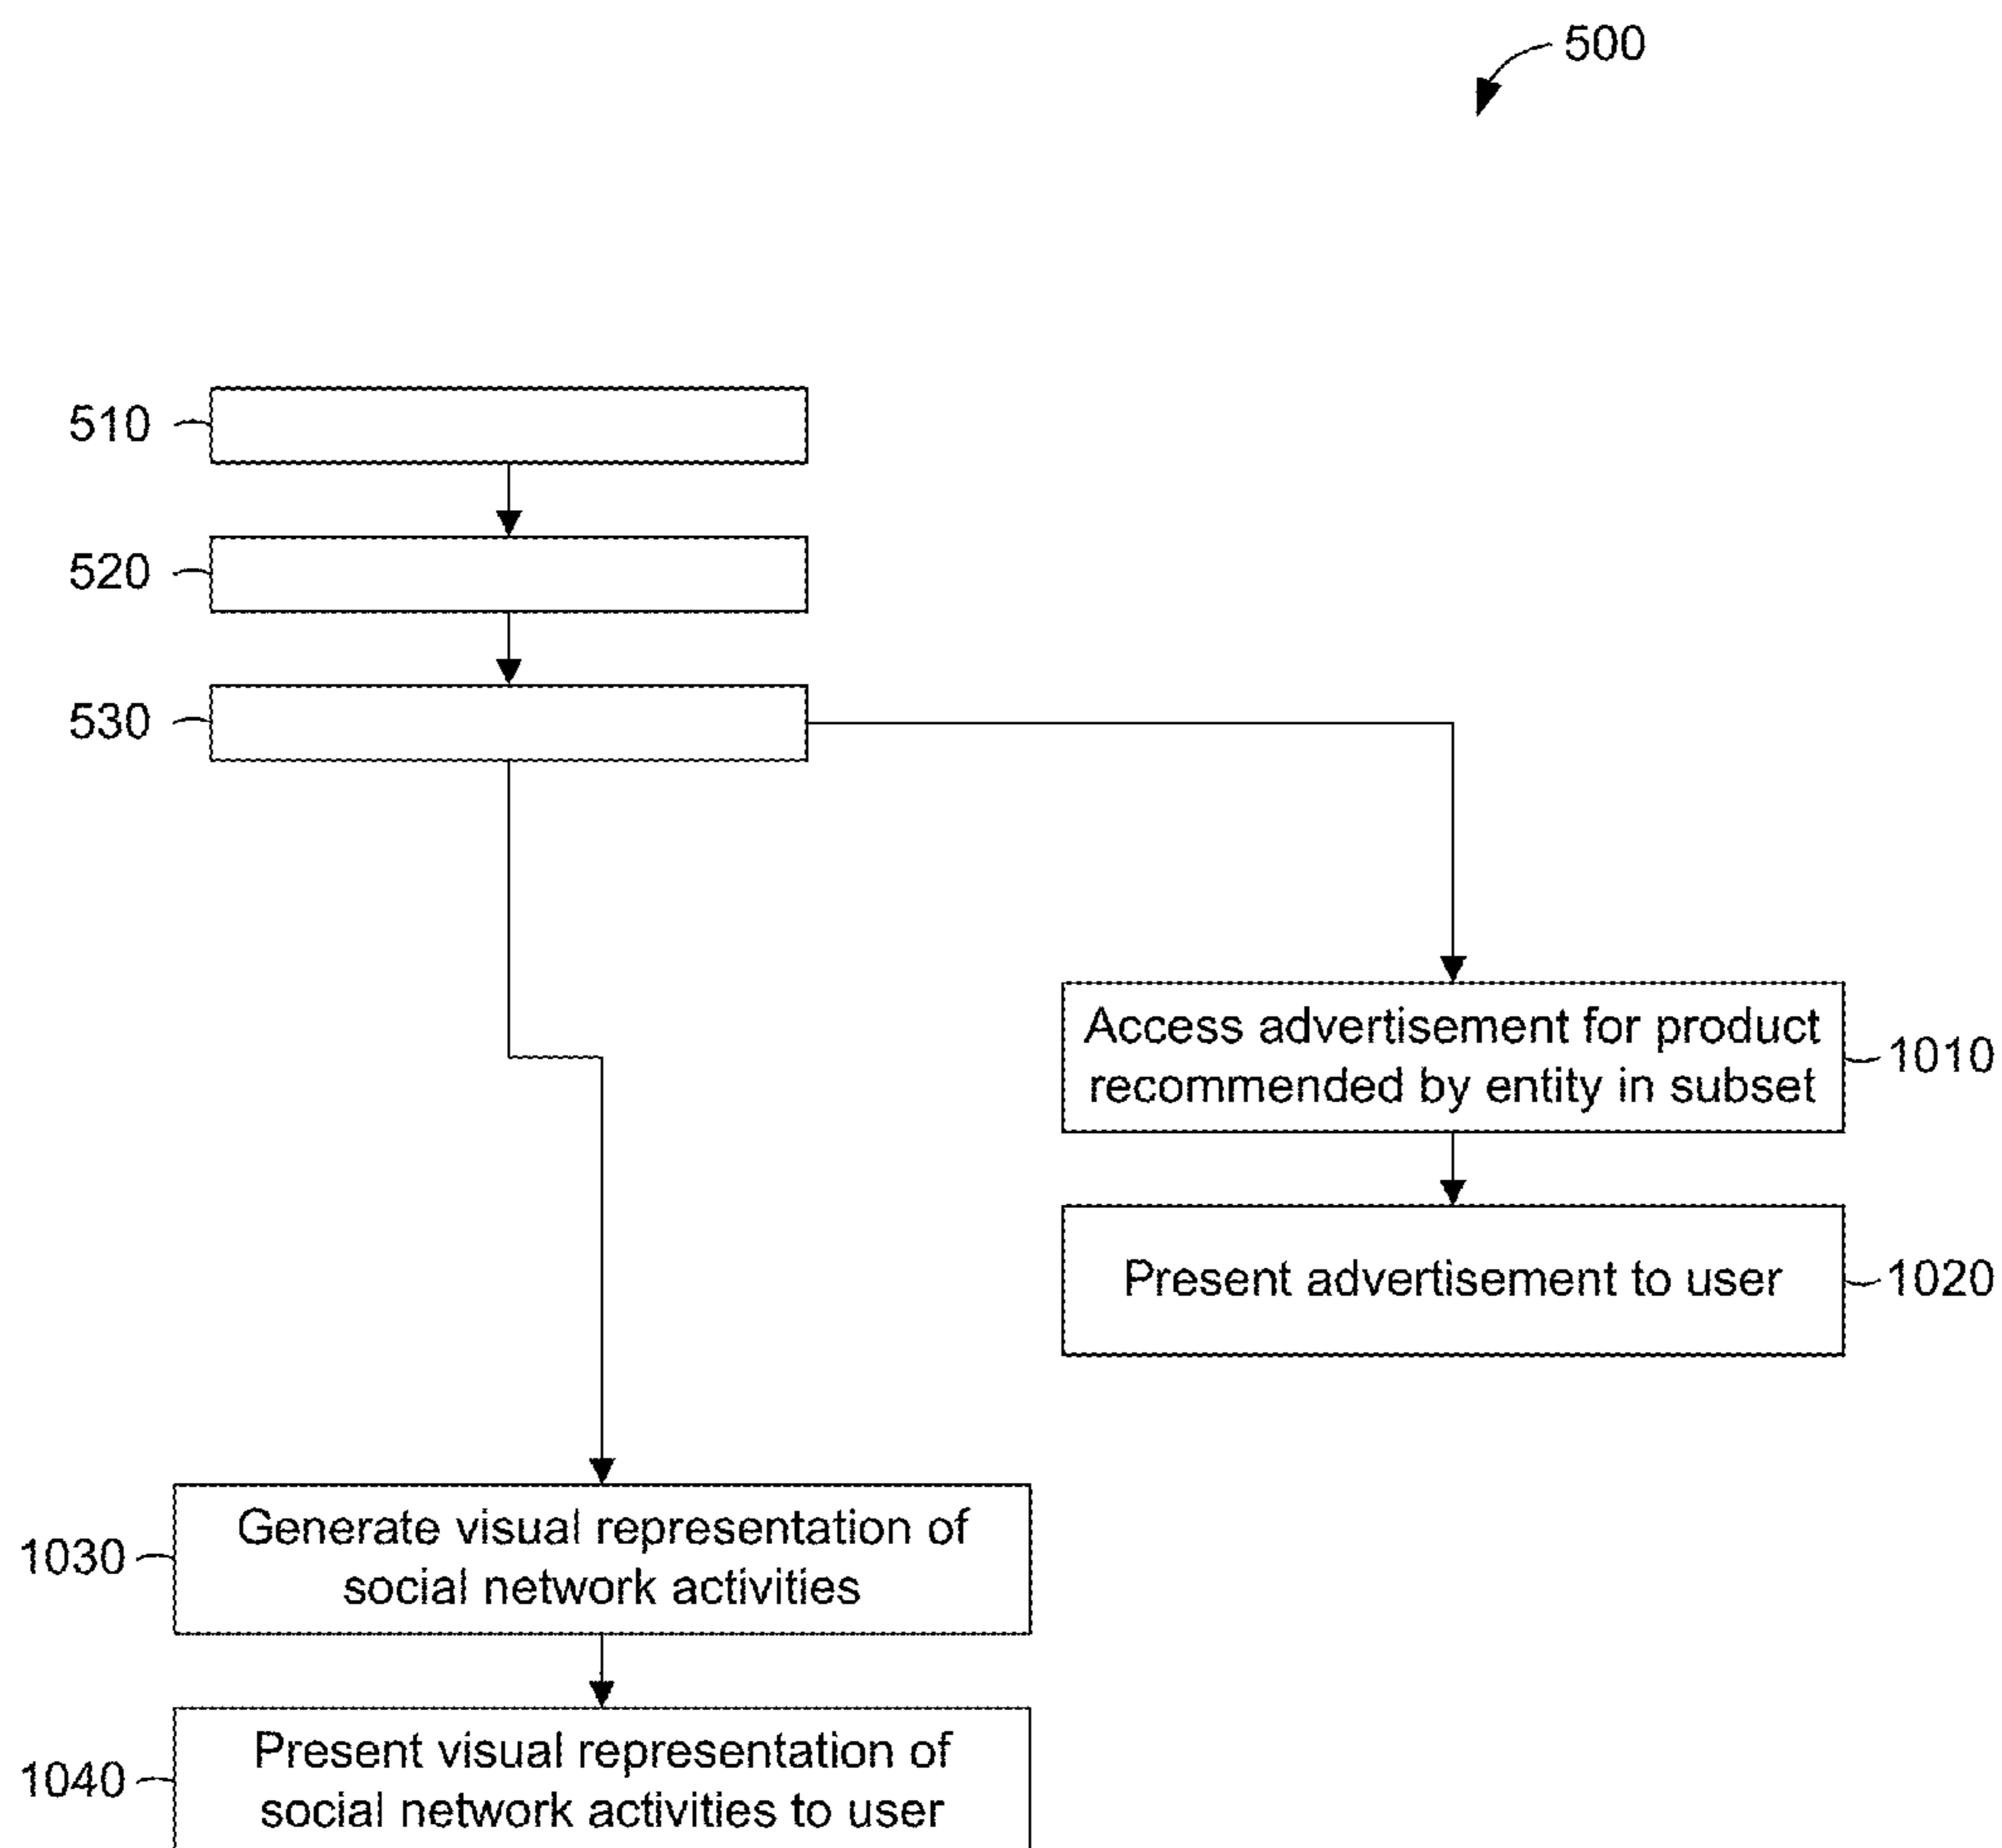 500
510
520
530
Access advertisement for product
recommended by entity in subset
1010
Present advertisement to user
1020
Generate visual representation of
social network activities
1030
Present visual representation of
social network activities to user
1040